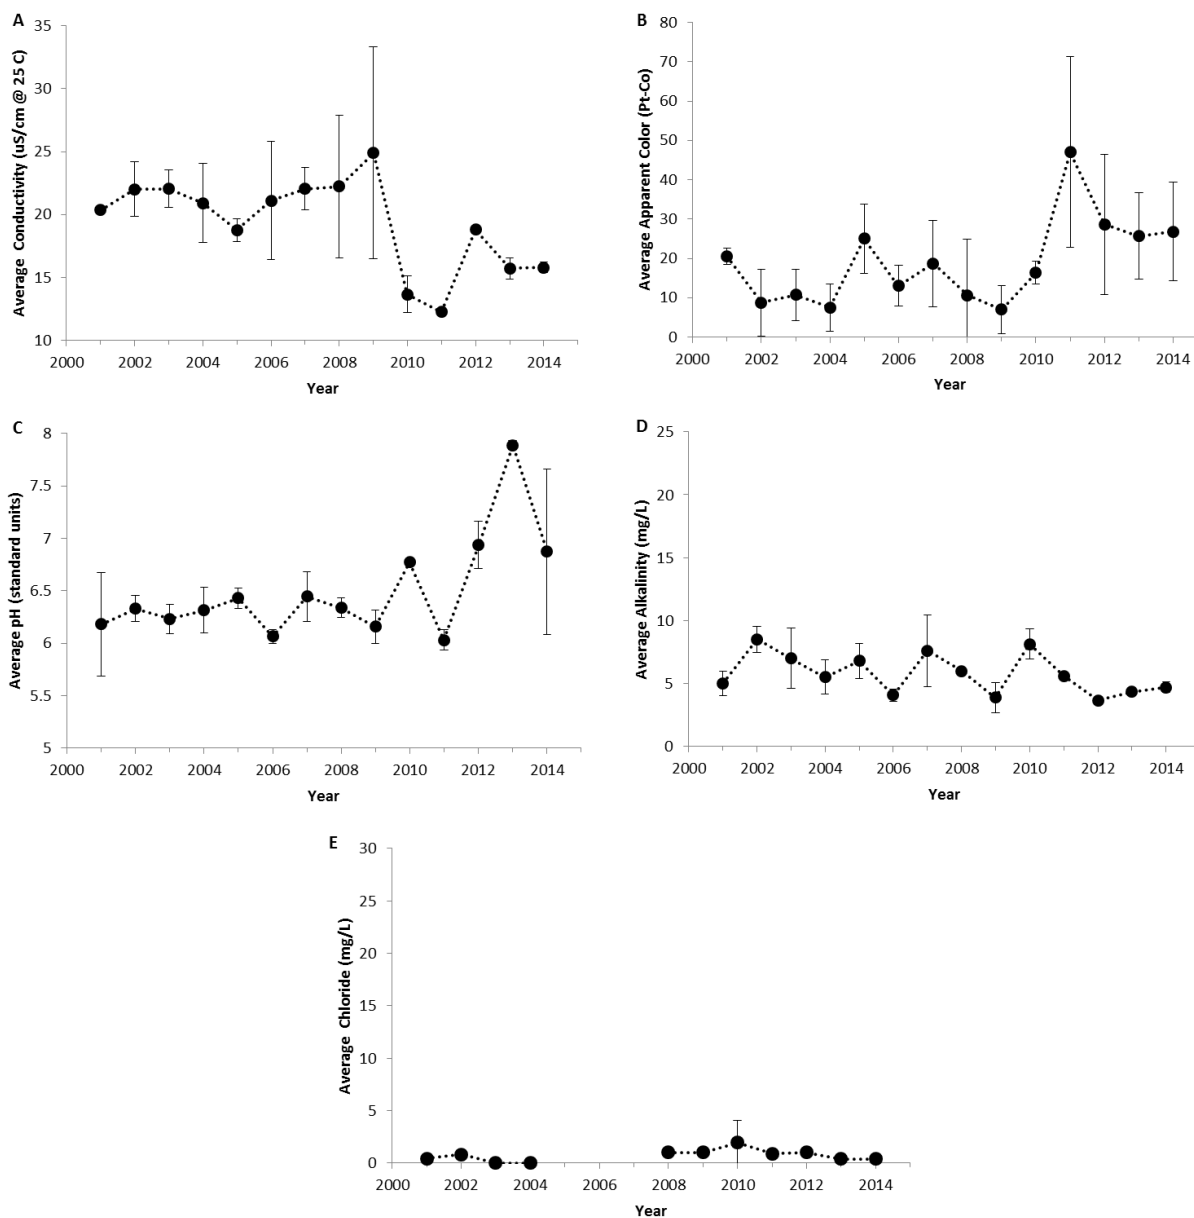 A
Average Conductivity (uS/cm @ 25 C)
35
30
25
20
15
10
2000 2002 2004 2006 2008 2010 2012 2014
Year
B
Average Apparent Color (Pt-Co)
80
70
60
50
40
30
20
10
0
2000 2002 2004 2006 2008 2010 2012 2014
Year
C
Average pH (standard units)
8
7.5
7
6.5
6
5.5
5
2000 2002 2004 2006 2008 2010 2012 2014
Year
D
Average Alkalinity (mg/L)
25
20
15
10
5
0
2000 2002 2004 2006 2008 2010 2012 2014
Year
E
Average Chloride (mg/L)
30
25
20
15
10
5
0
2000 2002 2004 2006 2008 2010 2012 2014
Year